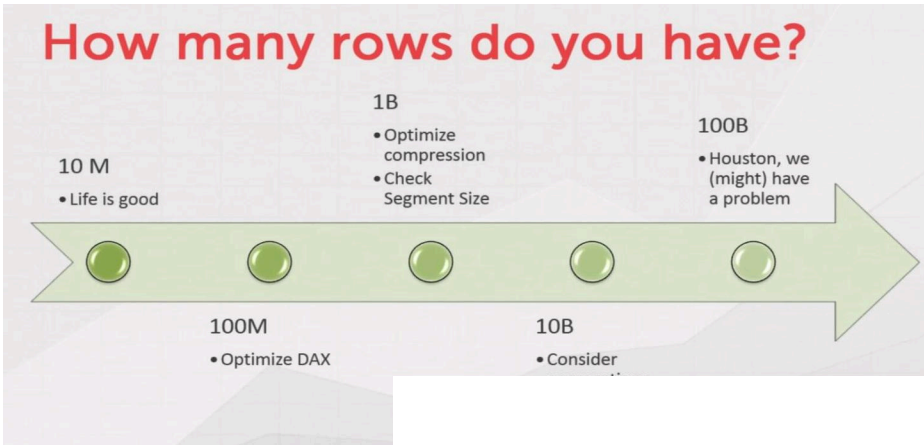 How many rows do you have?
10 M
• Life is good
100M
• Optimize DAX
1B
• Optimize
compression
• Check
Segment Size
10B
• Consider
100B
• Houston, we
(might) have
a problem